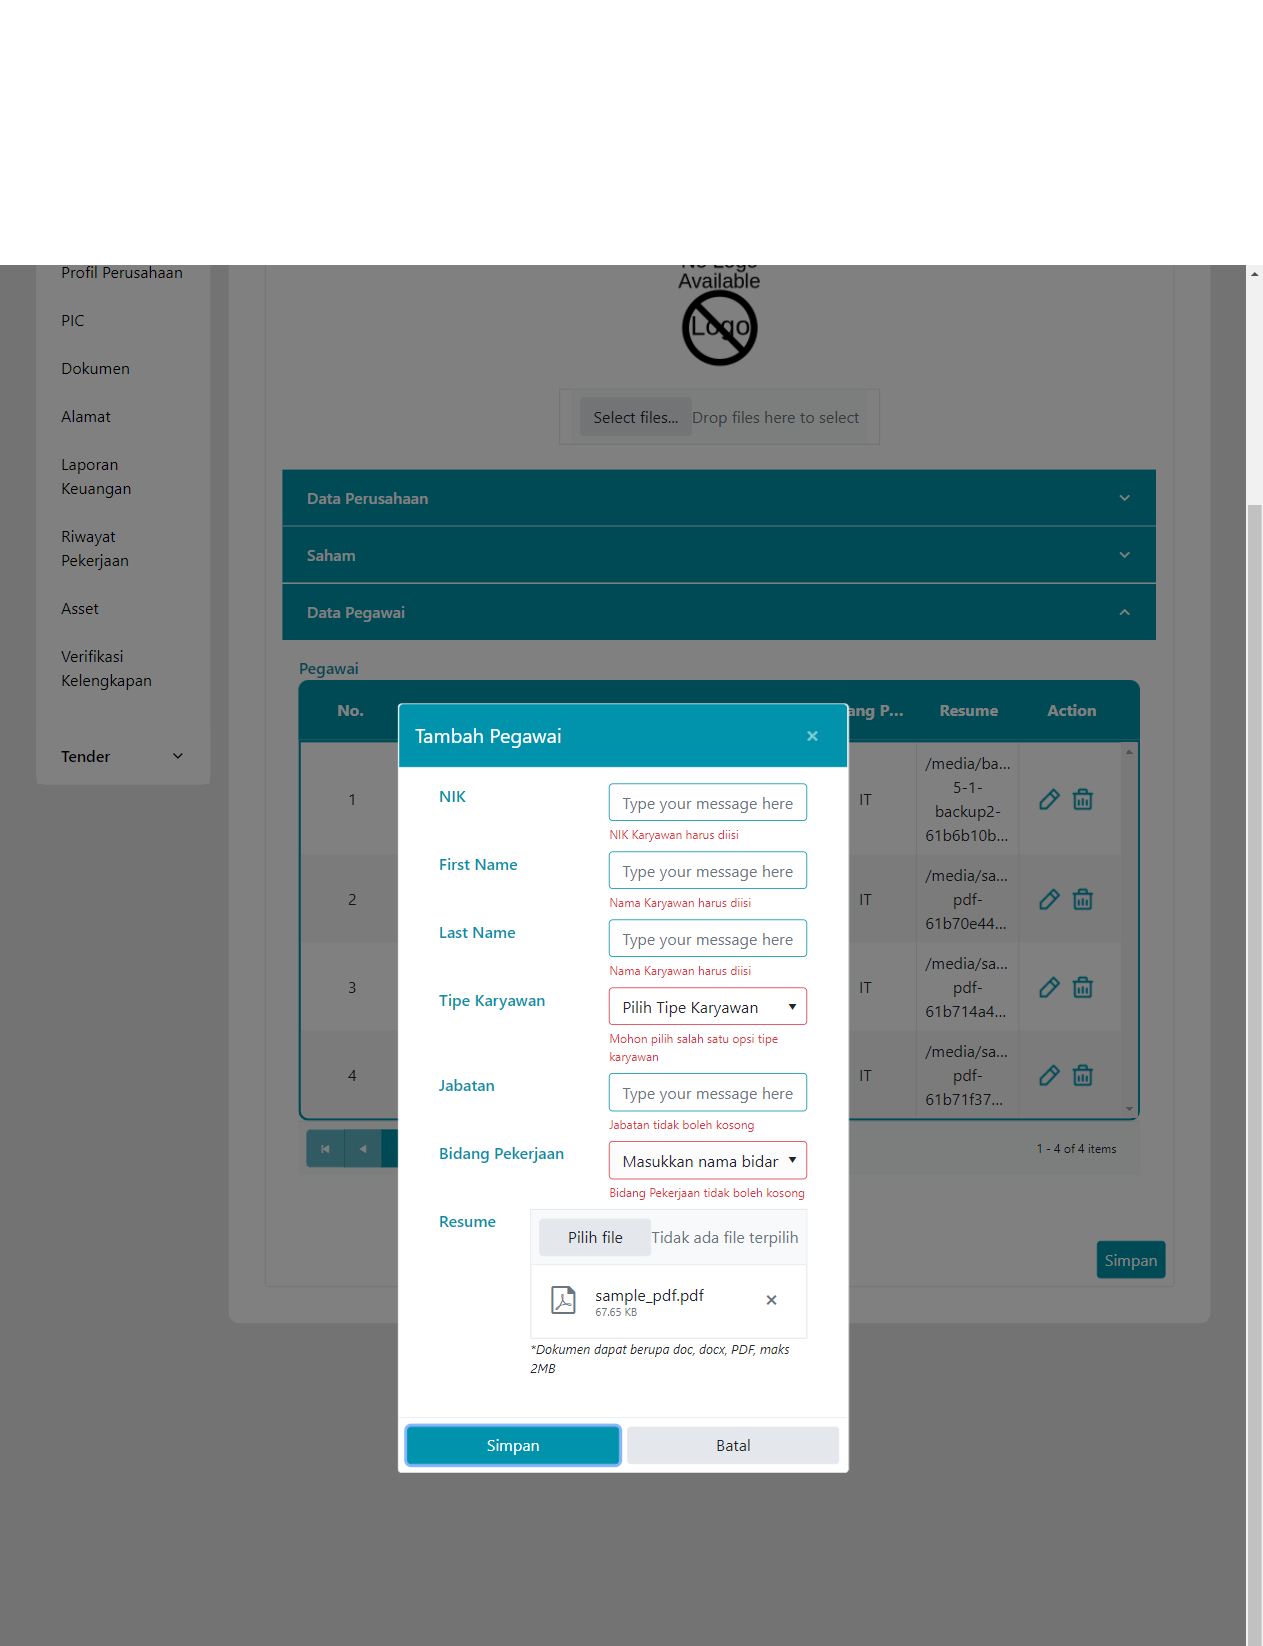 Profil Perusahaan
PIC
Dokumen
Alamat
Laporan
Keuangan
Riwayat
Pekerjaan
Asset
Verifikasi
Kelengkapan
Tender
No Logo
Available
Logo
Select files...
Drop files here to select
Data Perusahaan
Saham
Data Pegawai
Pegawai
No.
ang P...
Resume
Action
1
IT
/media/ba...
5-1-
backup2-
61b6b10b...
2
IT
/media/sa...
pdf-
61b70e44...
3
IT
/media/sa...
pdf-
61b714a4...
4
IT
/media/sa...
pdf-
61b71f37...
1 - 4 of 4 items
Simpan
Tambah Pegawai
NIK
Type your message here
NIK Karyawan harus diisi
First Name
Type your message here
Nama Karyawan harus diisi
Last Name
Type your message here
Nama Karyawan harus diisi
Tipe Karyawan
Pilih Tipe Karyawan
Mohon pilih salah satu opsi tipe
karyawan
Jabatan
Type your message here
Jabatan tidak boleh kosong
Bidang Pekerjaan
Masukkan nama bidar
Bidang Pekerjaan tidak boleh kosong
Resume
Pilih file
Tidak ada file terpilih
sample_pdf.pdf
67.65 KB
*Dokumen dapat berupa doc, docx, PDF, maks
2MB
Simpan
Batal